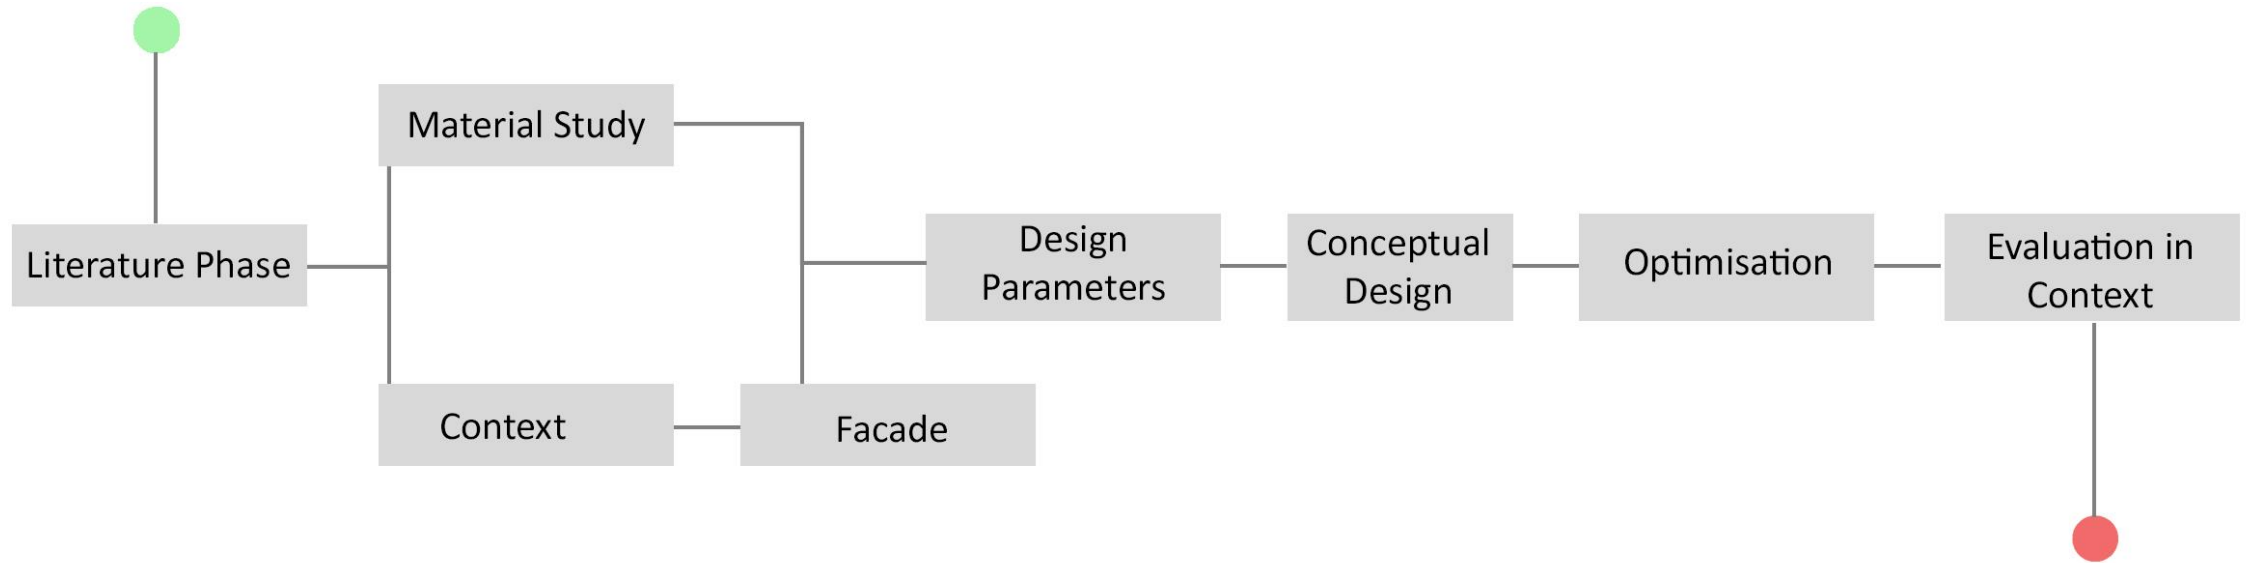 Literature Phase
Material Study
Context
Facade
Design
Parameters
Conceptual
Design
Optimisation
Evaluation in
Context